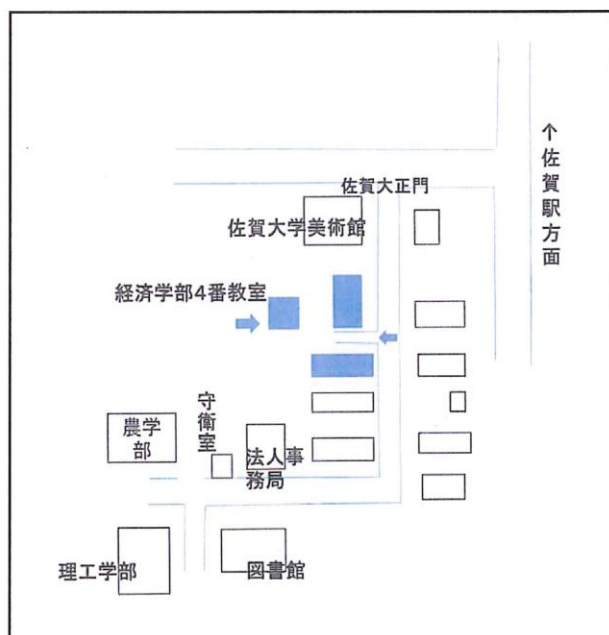 ↑佐賀駅方面
佐賀大正門
佐賀大学美術館
経済学部4番教室
守衛室
農学
部
法人事
務局
理工学部
図書館